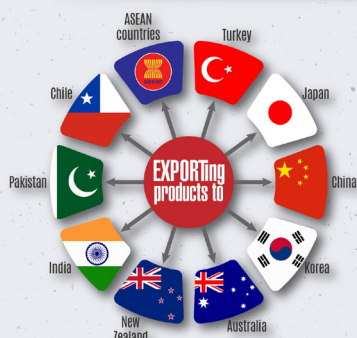 ASEAN
countries
Turkey
Chile
Japan
EXPORTing
products to
Pakistan
China
India
Korea
New
Zealand
Australia